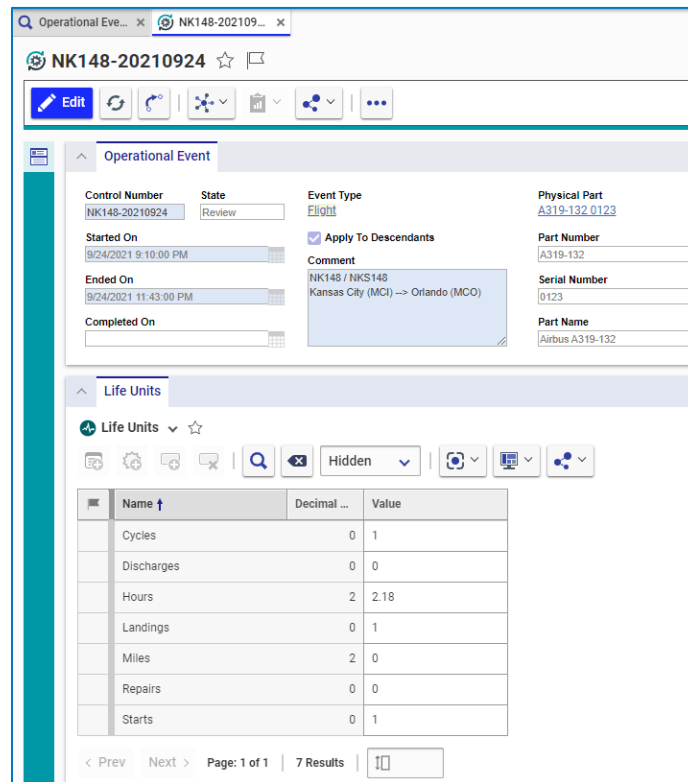 Operational Eve... × NK148-202109... ×
NK148-20210924
Edit
Operational Event
Control Number State Event Type Physical Part
NK148-20210924 Review Flight A319-132 0123
Started On Apply To Descendants Part Number
9/24/2021 9:10:00 PM A319-132
Comment
Ended On NK148 / NKS148 Serial Number
9/24/2021 11:43:00 PM Kansas City (MCI) --> Orlando (MCO) 0123
Completed On Part Name
Airbus A319-132
Life Units
Life Units
Hidden
Name Decimal ... Value
Cycles 0 1
Discharges 0 0
Hours 2 2.18
Landings 0 1
Miles 2 0
Repairs 0 0
Starts 0 1
< Prev Next > Page: 1 of 1 7 Results